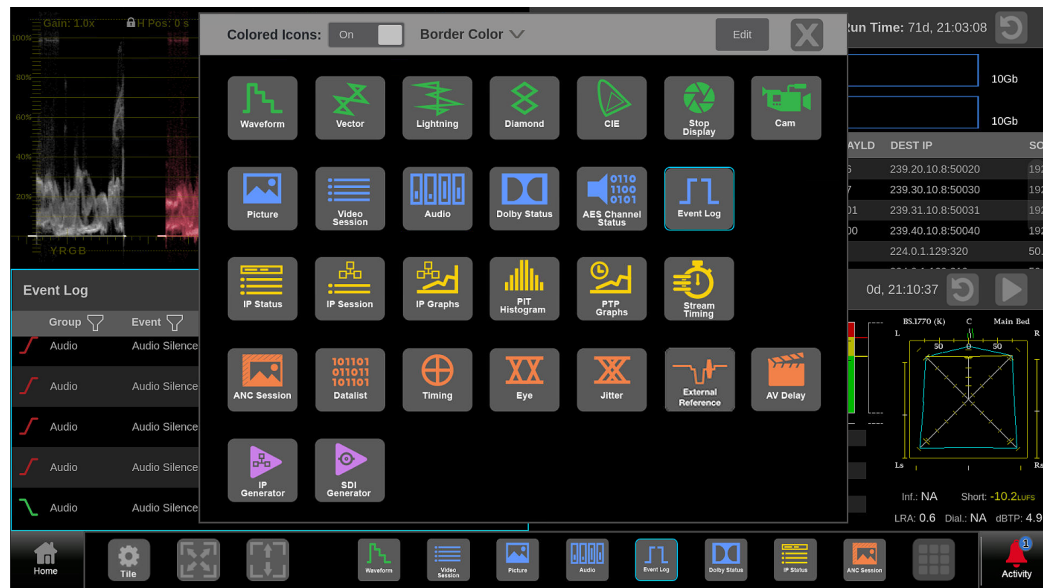 Gain: 1.0x
H Pos: 0 s
100%
80%
60%
40%
20%
YRGB
Colored Icons:
On
Border Color
Edit
X
Run Time: 71d, 21:03:08
10Gb
10Gb
Waveform
Vector
Lightning
Diamond
CIE
Stop
Display
Cam
Picture
Video
Session
Audio
Dolby Status
0110
1100
0101
AES Channel
Status
Event Log
IP Status
IP Session
IP Graphs
PIT
Histogram
PTP
Graphs
Stream
Timing
ANC Session
101101
011011
101101
Datalist
Timing
Eye
Jitter
External
Reference
AV Delay
IP
Generator
SDI
Generator
AYLD
DEST IP
SO
239.20.10.8:50020
192
239.30.10.8:50030
192
01
239.31.10.8:50031
192
00
239.40.10.8:50040
192
224.0.1.129:320
50.
Event Log
Group
Event
Audio
Audio Silence
Audio
Audio Silence
Audio
Audio Silence
Audio
Audio Silence
Audio
Audio Silence
0d, 21:10:37
BS.1770 (K)
C
Main Bed
L
R
50
0
50
Ls
Rs
Inf.: NA
Short: -10.2LUFS
LRA: 0.6
Dial.: NA
dBTP: 4.9
Home
Tile
Waveform
Video
Session
Picture
Audio
Event Log
Dolby Status
IP Status
ANC Session
1
Activity